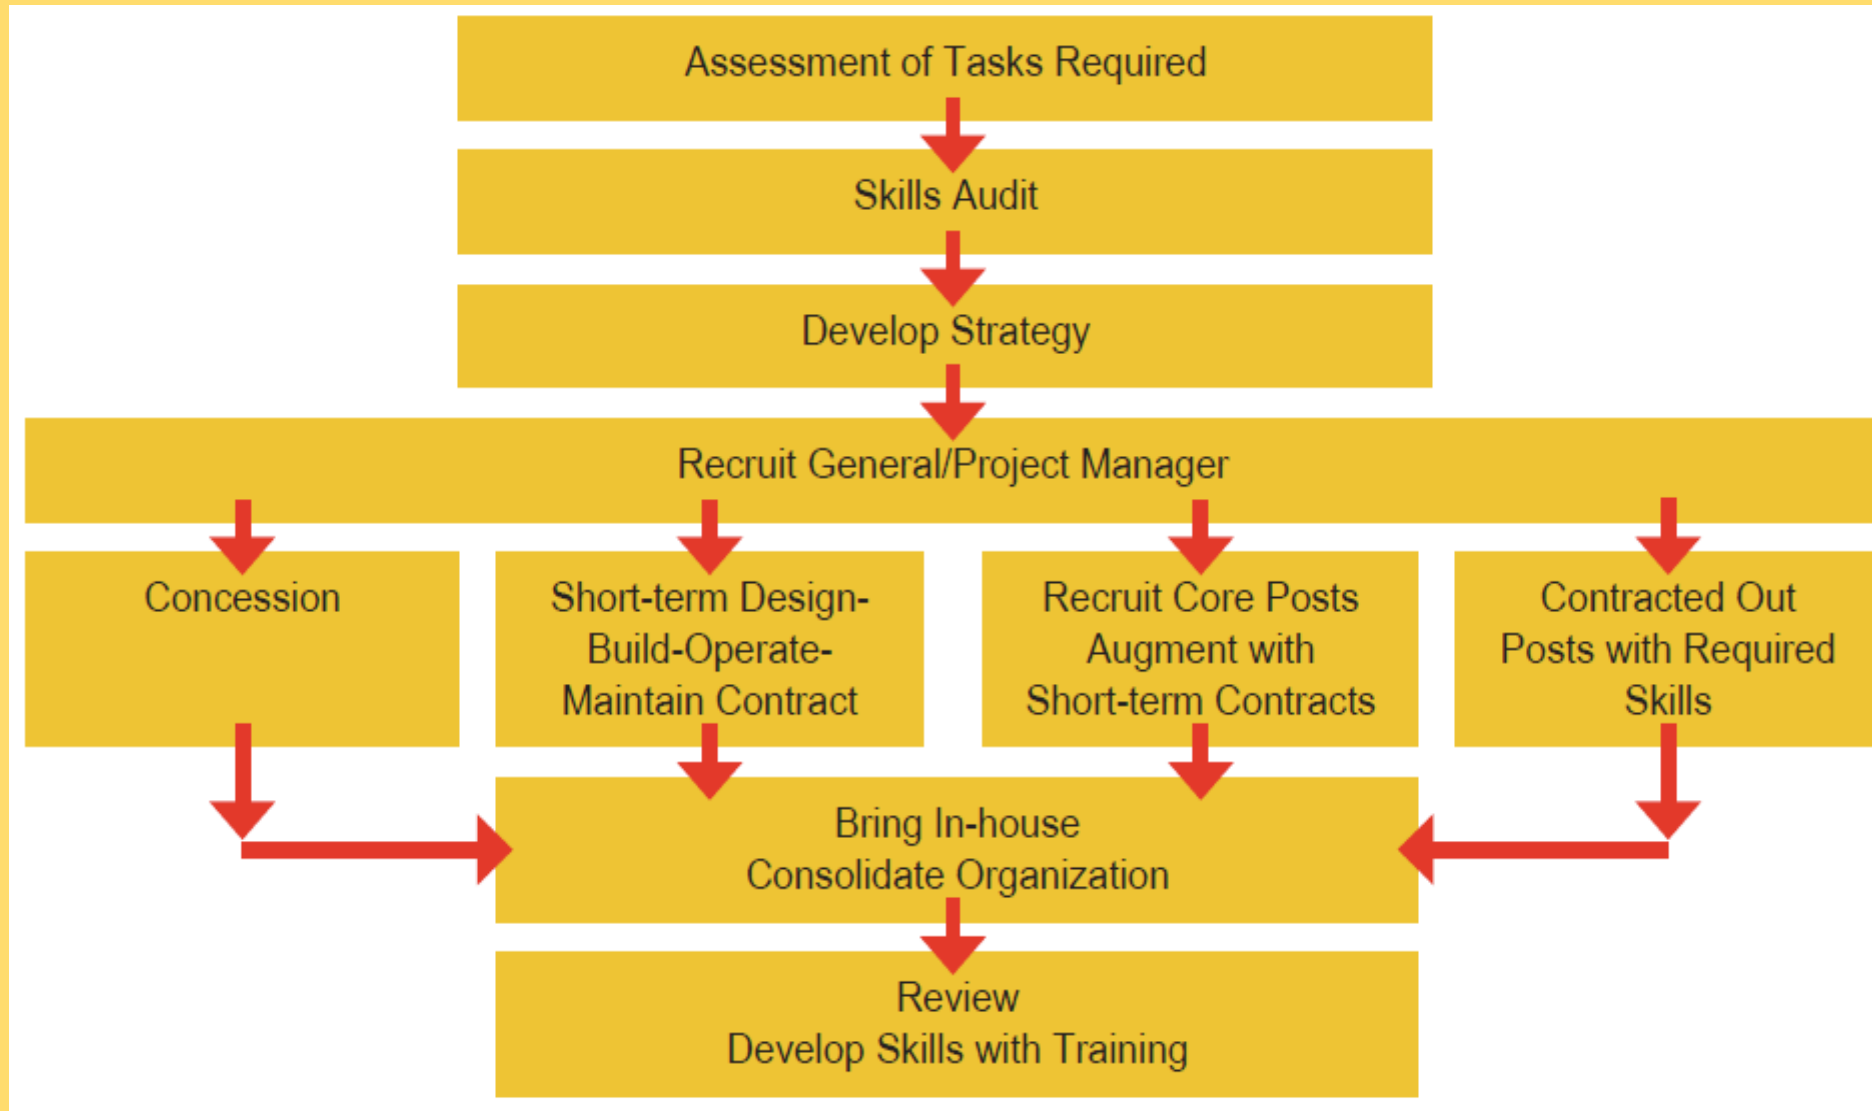 Assessment of Tasks Required
Skills Audit
Develop Strategy
Recruit General/Project Manager
Concession
Short-term Design-
Build-Operate-
Maintain Contract
Recruit Core Posts
Augment with
Short-term Contracts
Contracted Out
Posts with Required
Skills
Bring In-house
Consolidate Organization
Review
Develop Skills with Training